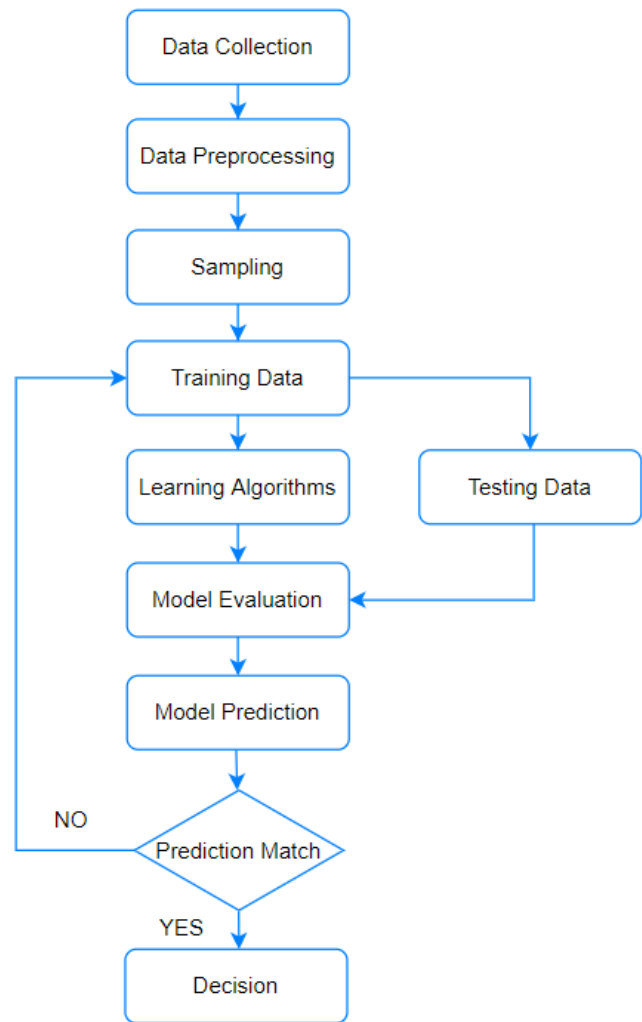 Data Collection
Data Preprocessing
Sampling
Training Data
Learning Algorithms
Testing Data
Model Evaluation
Model Prediction
NO
Prediction Match
YES
Decision